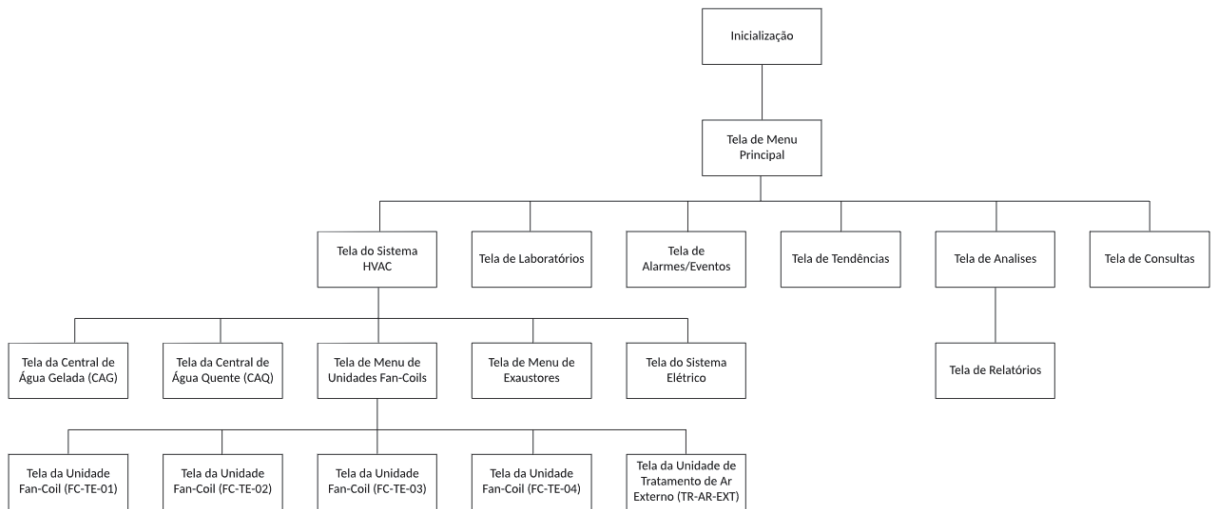 Inicialização
Tela de Menu
Principal
Tela do Sistema
HVAC
Tela de Laboratórios
Tela de
Alarmes/Eventos
Tela de Tendências
Tela de Analises
Tela de Consultas
Tela da Central de
Água Gelada (CAG)
Tela da Central de
Água Quente (CAQ)
Tela de Menu de
Unidades Fan-Coils
Tela de Menu de
Exaustores
Tela do Sistema
Elétrico
Tela de Relatórios
Tela da Unidade
Fan-Coil (FC-TE-01)
Tela da Unidade
Fan-Coil (FC-TE-02)
Tela da Unidade
Fan-Coil (FC-TE-03)
Tela da Unidade
Fan-Coil (FC-TE-04)
Tela da Unidade de
Tratamento de Ar
Externo (TR-AR-EXT)